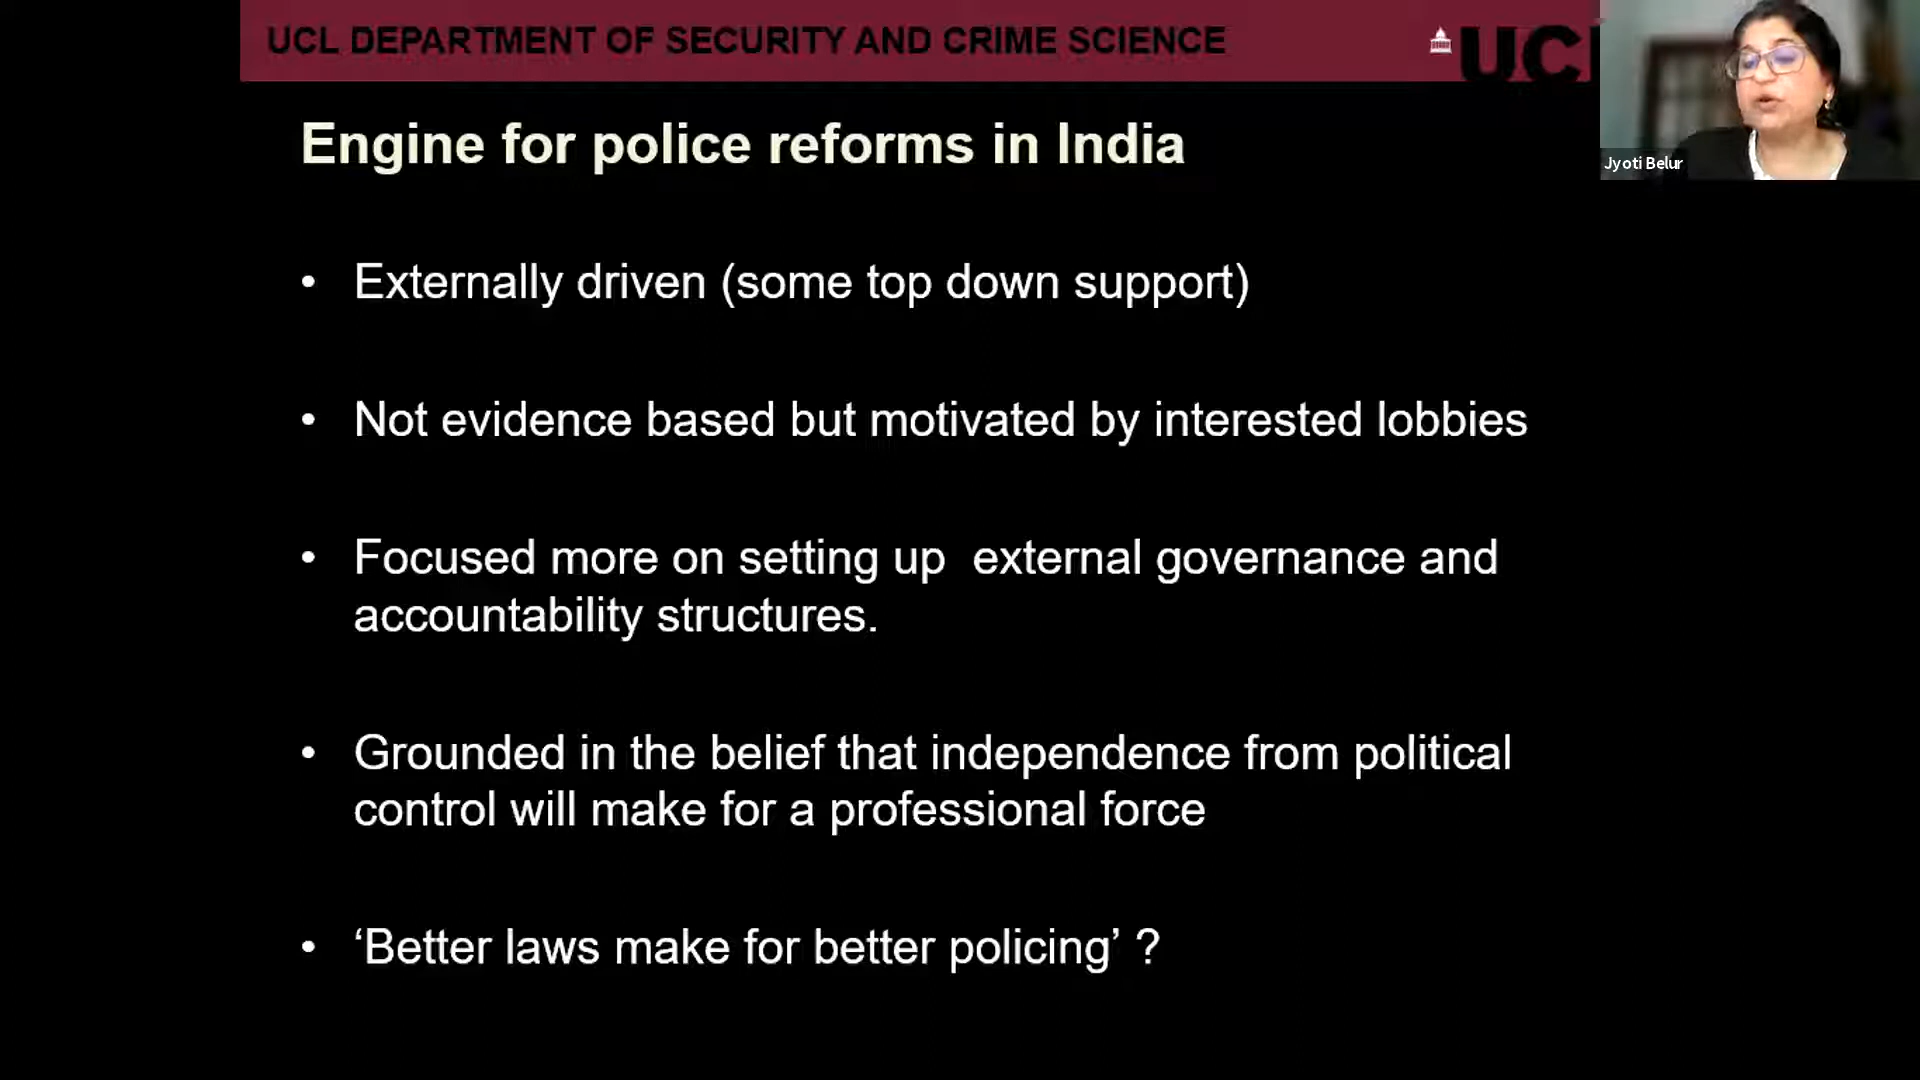 UCL DEPARTMENT OF SECURITY AND CRIME SCIENCE
UCL
Jyoti Belur
Engine for police reforms in India
• Externally driven (some top down support)
• Not evidence based but motivated by interested lobbies
• Focused more on setting up  external governance and
accountability structures.
• Grounded in the belief that independence from political
control will make for a professional force
• ‘Better laws make for better policing’ ?